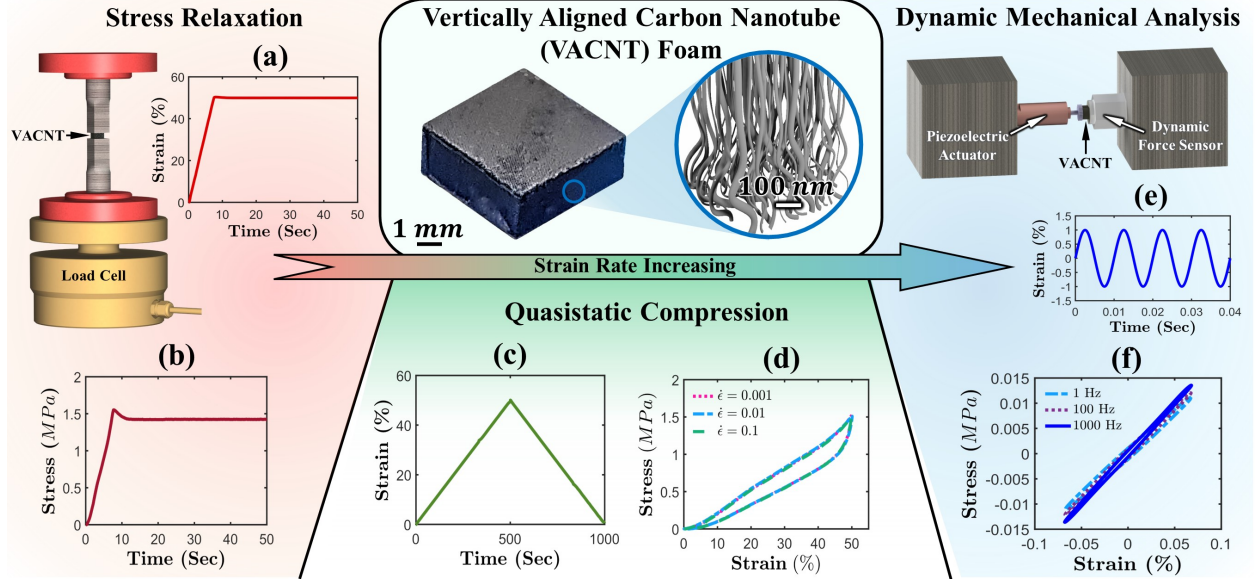 Stress Relaxation
(a)
VACNT
60
40
20
0
Strain (%)
0 10 20 30 40 50
Time (Sec)
Load Cell
(b)
2
1.5
1
0.5
0
Stress (MPa)
0 10 20 30 40 50
Time (Sec)
Vertically Aligned Carbon Nanotube
(VACNT) Foam
1 mm
100 nm
Strain Rate Increasing
Quasistatic Compression
(c)
60
40
20
0
Strain (%)
0 500 1000
Time (Sec)
(d)
2
1.5
1
0.5
0
Stress (MPa)
ϵ̇ = 0.001
ϵ̇ = 0.01
ϵ̇ = 0.1
0 10 20 30 40 50
Strain (%)
Dynamic Mechanical Analysis
Piezoelectric
Actuator
VACNT
Dynamic
Force Sensor
(e)
1.5
1
0.5
0
-0.5
-1
-1.5
Strain (%)
0 0.01 0.02 0.03 0.04
Time (Sec)
(f)
0.015
0.01
0.005
0
-0.005
-0.01
-0.015
Stress (MPa)
1 Hz
100 Hz
1000 Hz
-0.1 -0.05 0 0.05 0.1
Strain (%)